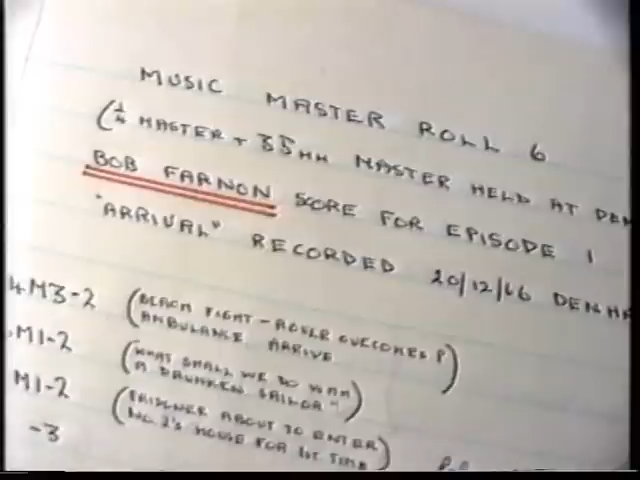 MUSIC MASTER ROLL 6
(¼ MASTER + 35MM MASTER HELD AT DEN
BOB FARNON SCORE FOR EPISODE 1
"ARRIVAL" RECORDED 20/12/66 DENHA
4M3-2 (BEACH FIGHT - ROVER OVERCOMES P
AMBULANCE ARRIVE)
M1-2 (WHAT SHALL WE DO WITH
A DRUNKEN SAILOR")
M1-2 (PRISONER ABOUT TO ENTER
-3 NO. 2'S HOUSE FOR 1ST TIME)